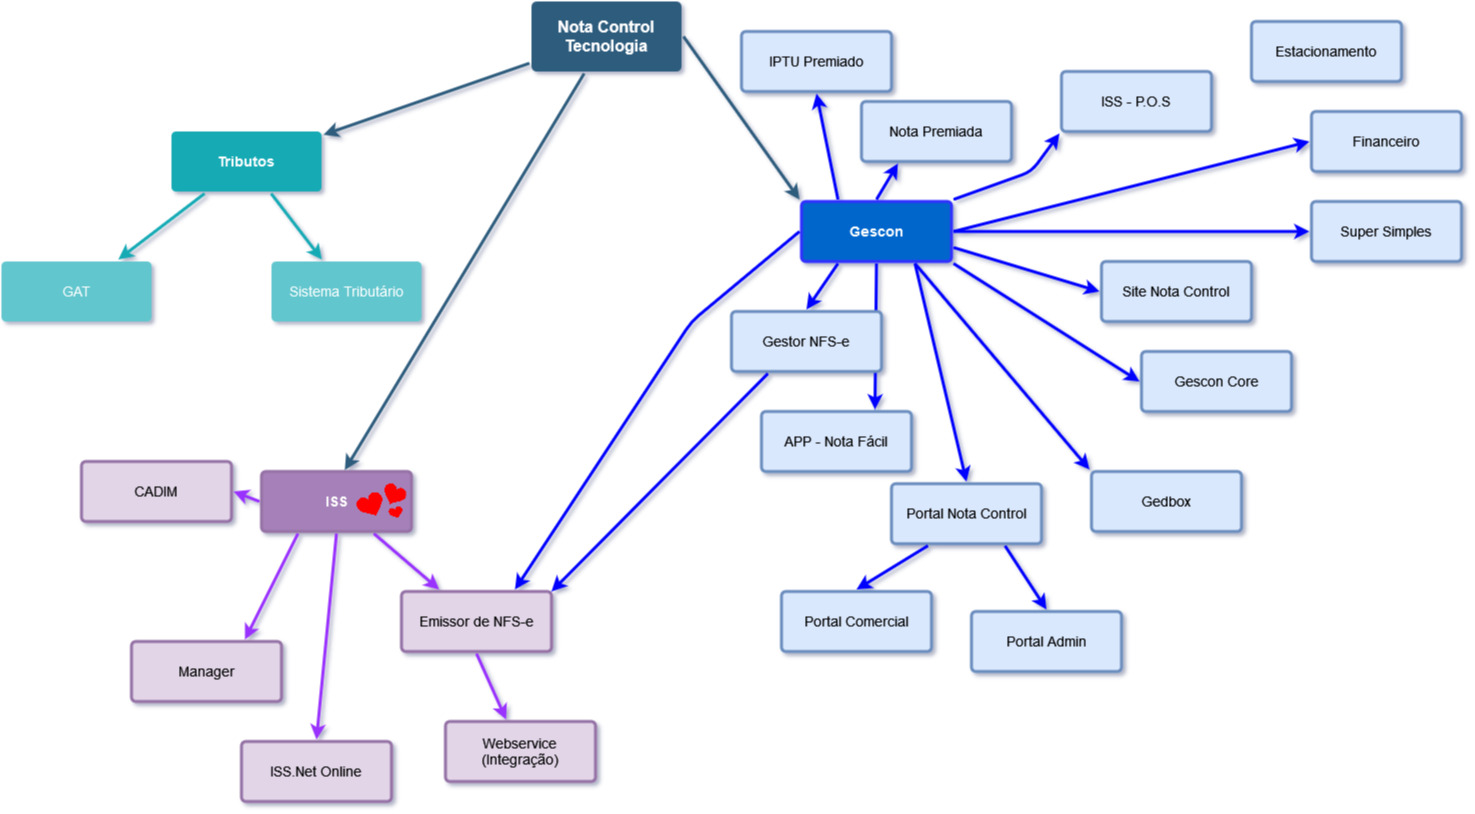 Nota Control
Tecnologia
IPTU Premiado
Estacionamento
ISS - P.O.S
Nota Premiada
Financeiro
Tributos
Gescon
Super Simples
GAT
Sistema Tributário
Site Nota Control
Gestor NFS-e
Gescon Core
APP - Nota Fácil
CADIM
ISS
Gedbox
Portal Nota Control
Emissor de NFS-e
Portal Comercial
Portal Admin
Manager
Webservice
(Integração)
ISS.Net Online